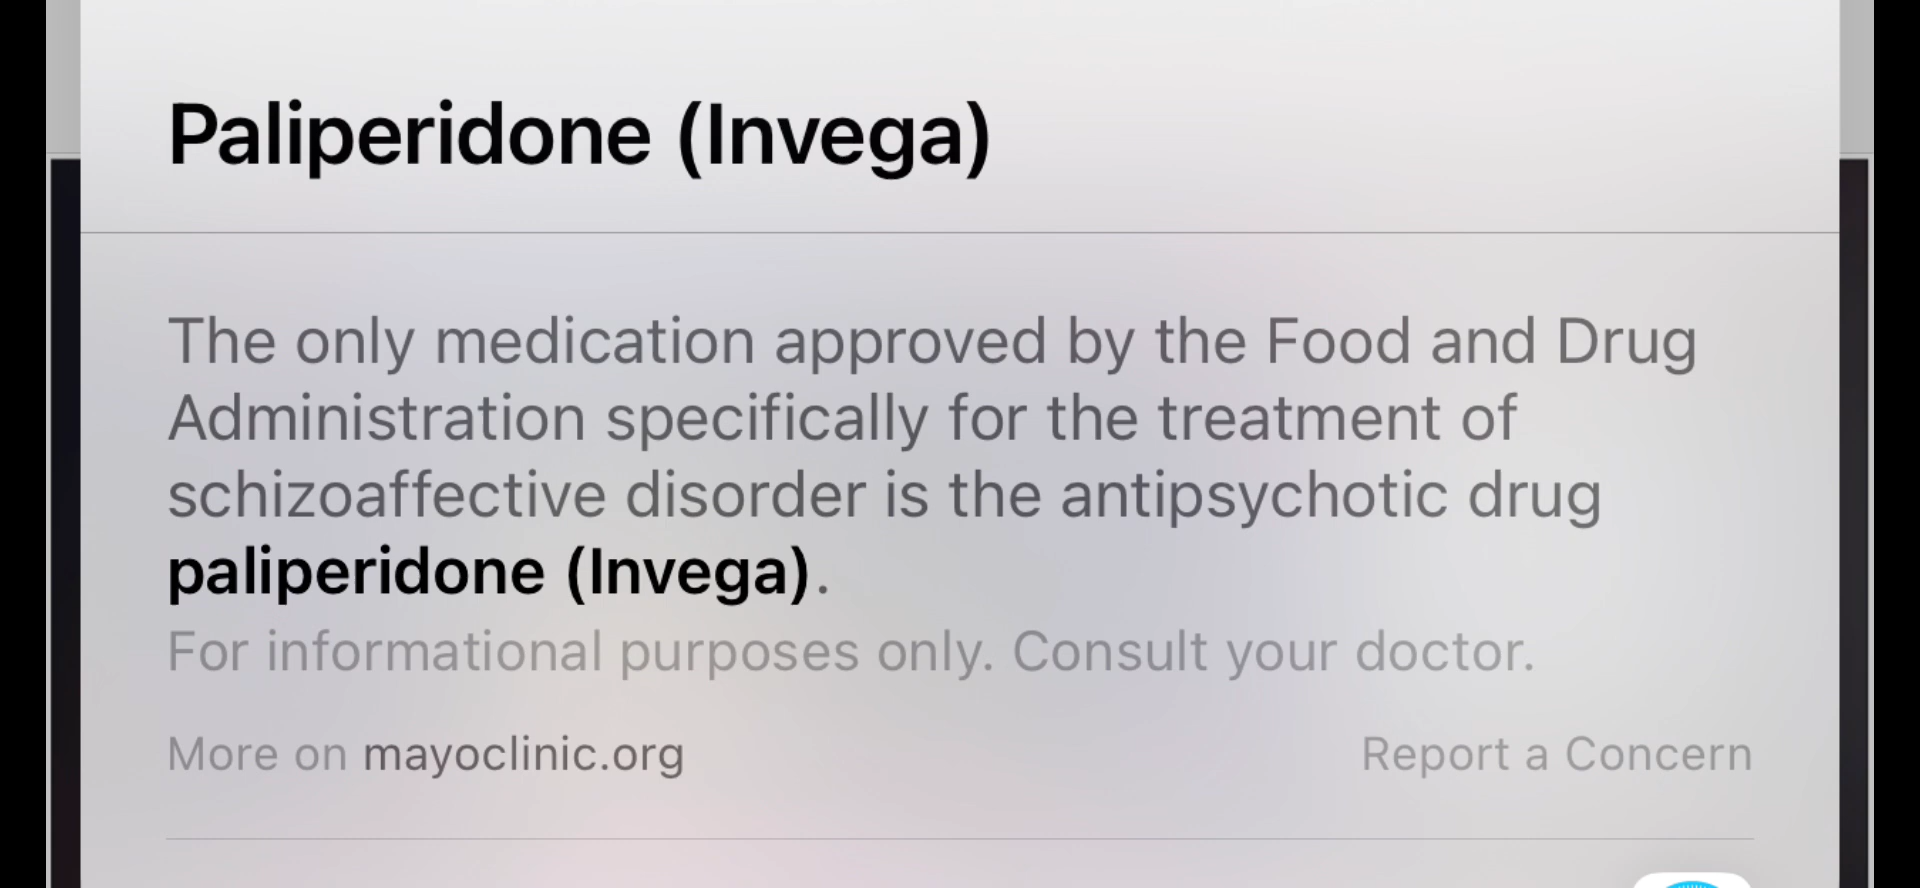 Paliperidone (Invega)
The only medication approved by the Food and Drug
Administration specifically for the treatment of
schizoaffective disorder is the antipsychotic drug
paliperidone (Invega).
For informational purposes only. Consult your doctor.
More on mayoclinic.org
Report a Concern